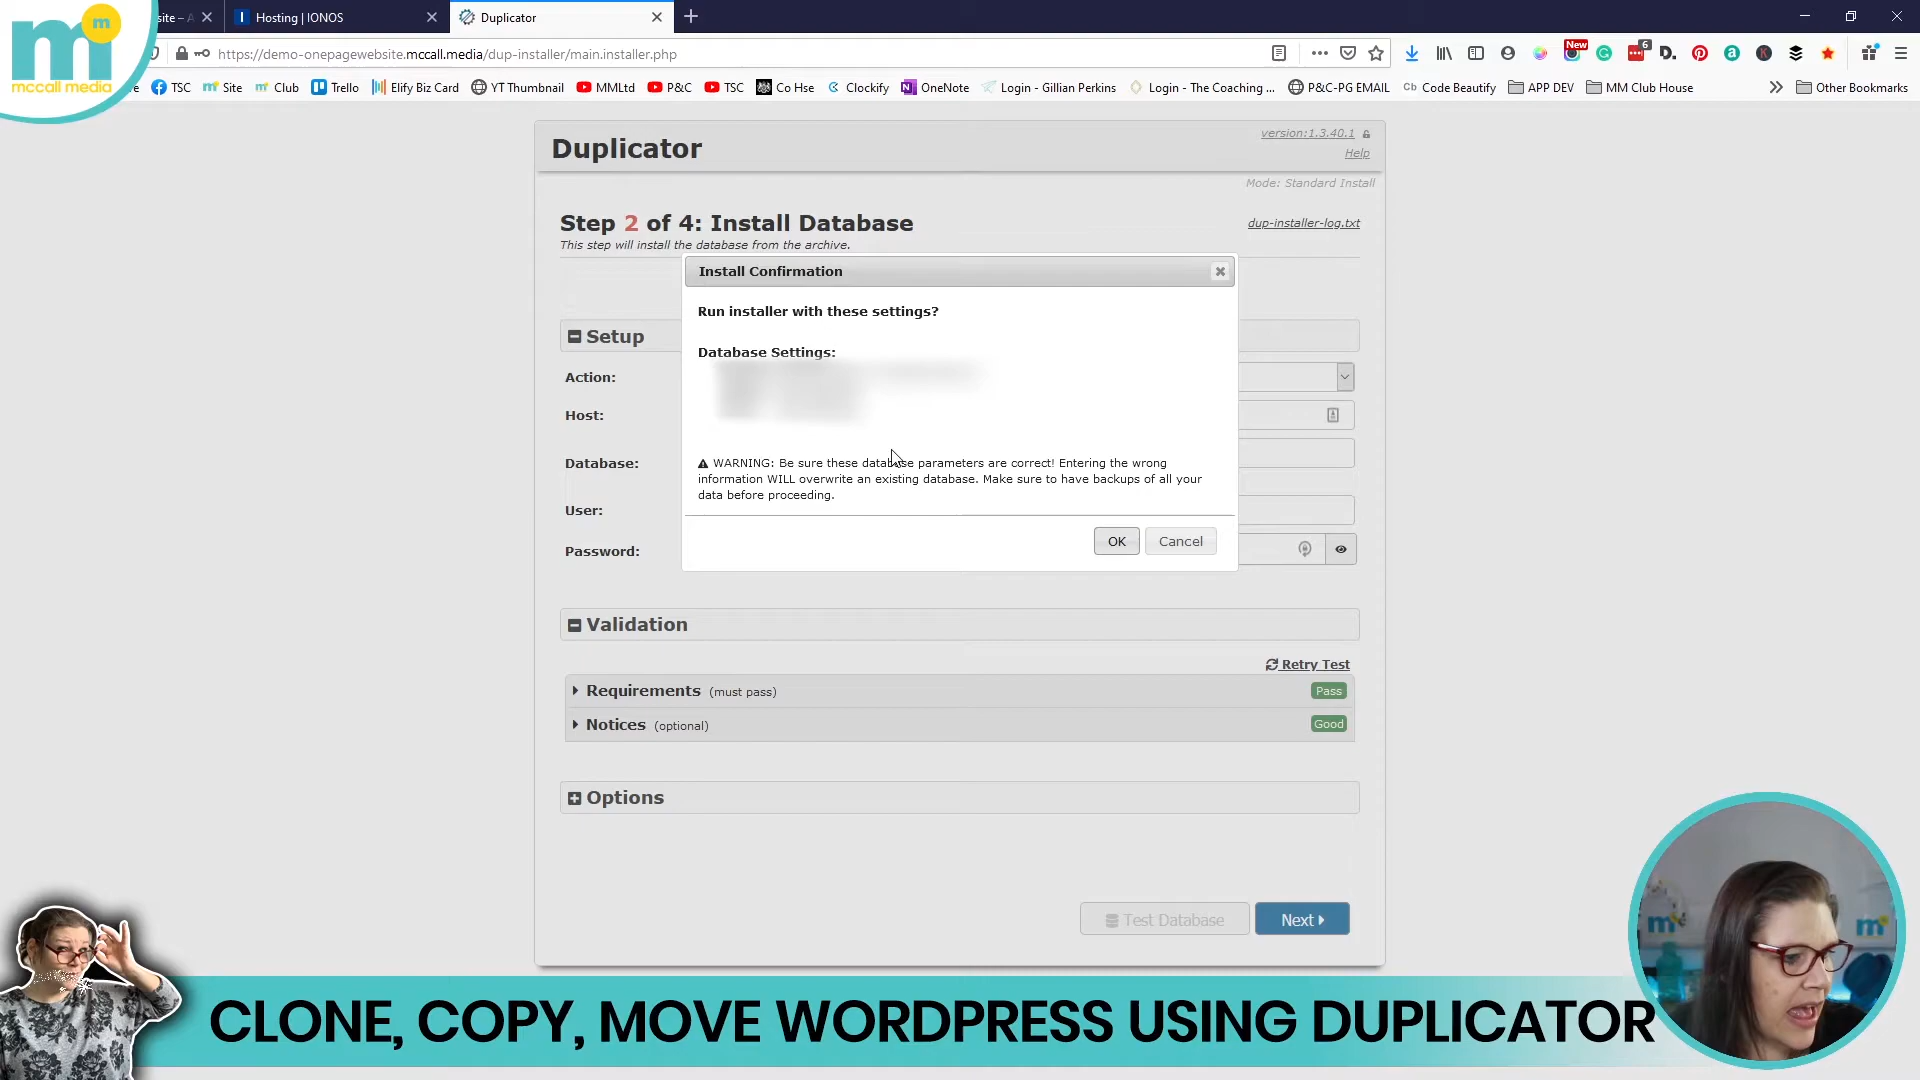 m
m
mccall media
site – A
Hosting | IONOS
Duplicator
https://demo-onepagewebsite.mccall.media/dup-installer/main.installer.php
New
6
TSC
Site
Club
Trello
Elify Biz Card
YT Thumbnail
MMLtd
P&C
TSC
Co Hse
Clockify
OneNote
Login - Gillian Perkins
Login - The Coaching ...
P&C-PG EMAIL
Cb Code Beautify
APP DEV
MM Club House
Other Bookmarks
Duplicator
version:1.3.40.1
Help
Mode: Standard Install
Step 2 of 4: Install Database
dup-installer-log.txt
This step will install the database from the archive.
Install Confirmation
Run installer with these settings?
Database Settings:
WARNING: Be sure these database parameters are correct! Entering the wrong
information WILL overwrite an existing database. Make sure to have backups of all your
data before proceeding.
OK
Cancel
Setup
Action:
Host:
Database:
User:
Password:
Validation
Retry Test
Requirements (must pass)
Pass
Notices (optional)
Good
Options
Test Database
Next
CLONE, COPY, MOVE WORDPRESS USING DUPLICATOR